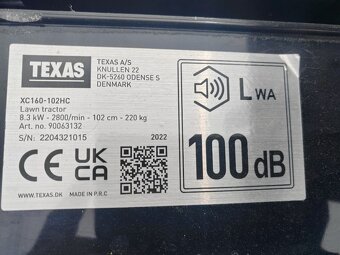 TEXAS
TEXAS A/S
KNULLEN 22
DK-5260 ODENSE S
DENMARK
XC160-102HC
Lawn tractor
8.3 kW - 2800/min - 102 cm - 220 kg
Art. no. 90063132
S/N: 2204321015
2022
CE UK CA
WWW.TEXAS.DK MADE IN P.R.C
LWA
100 dB